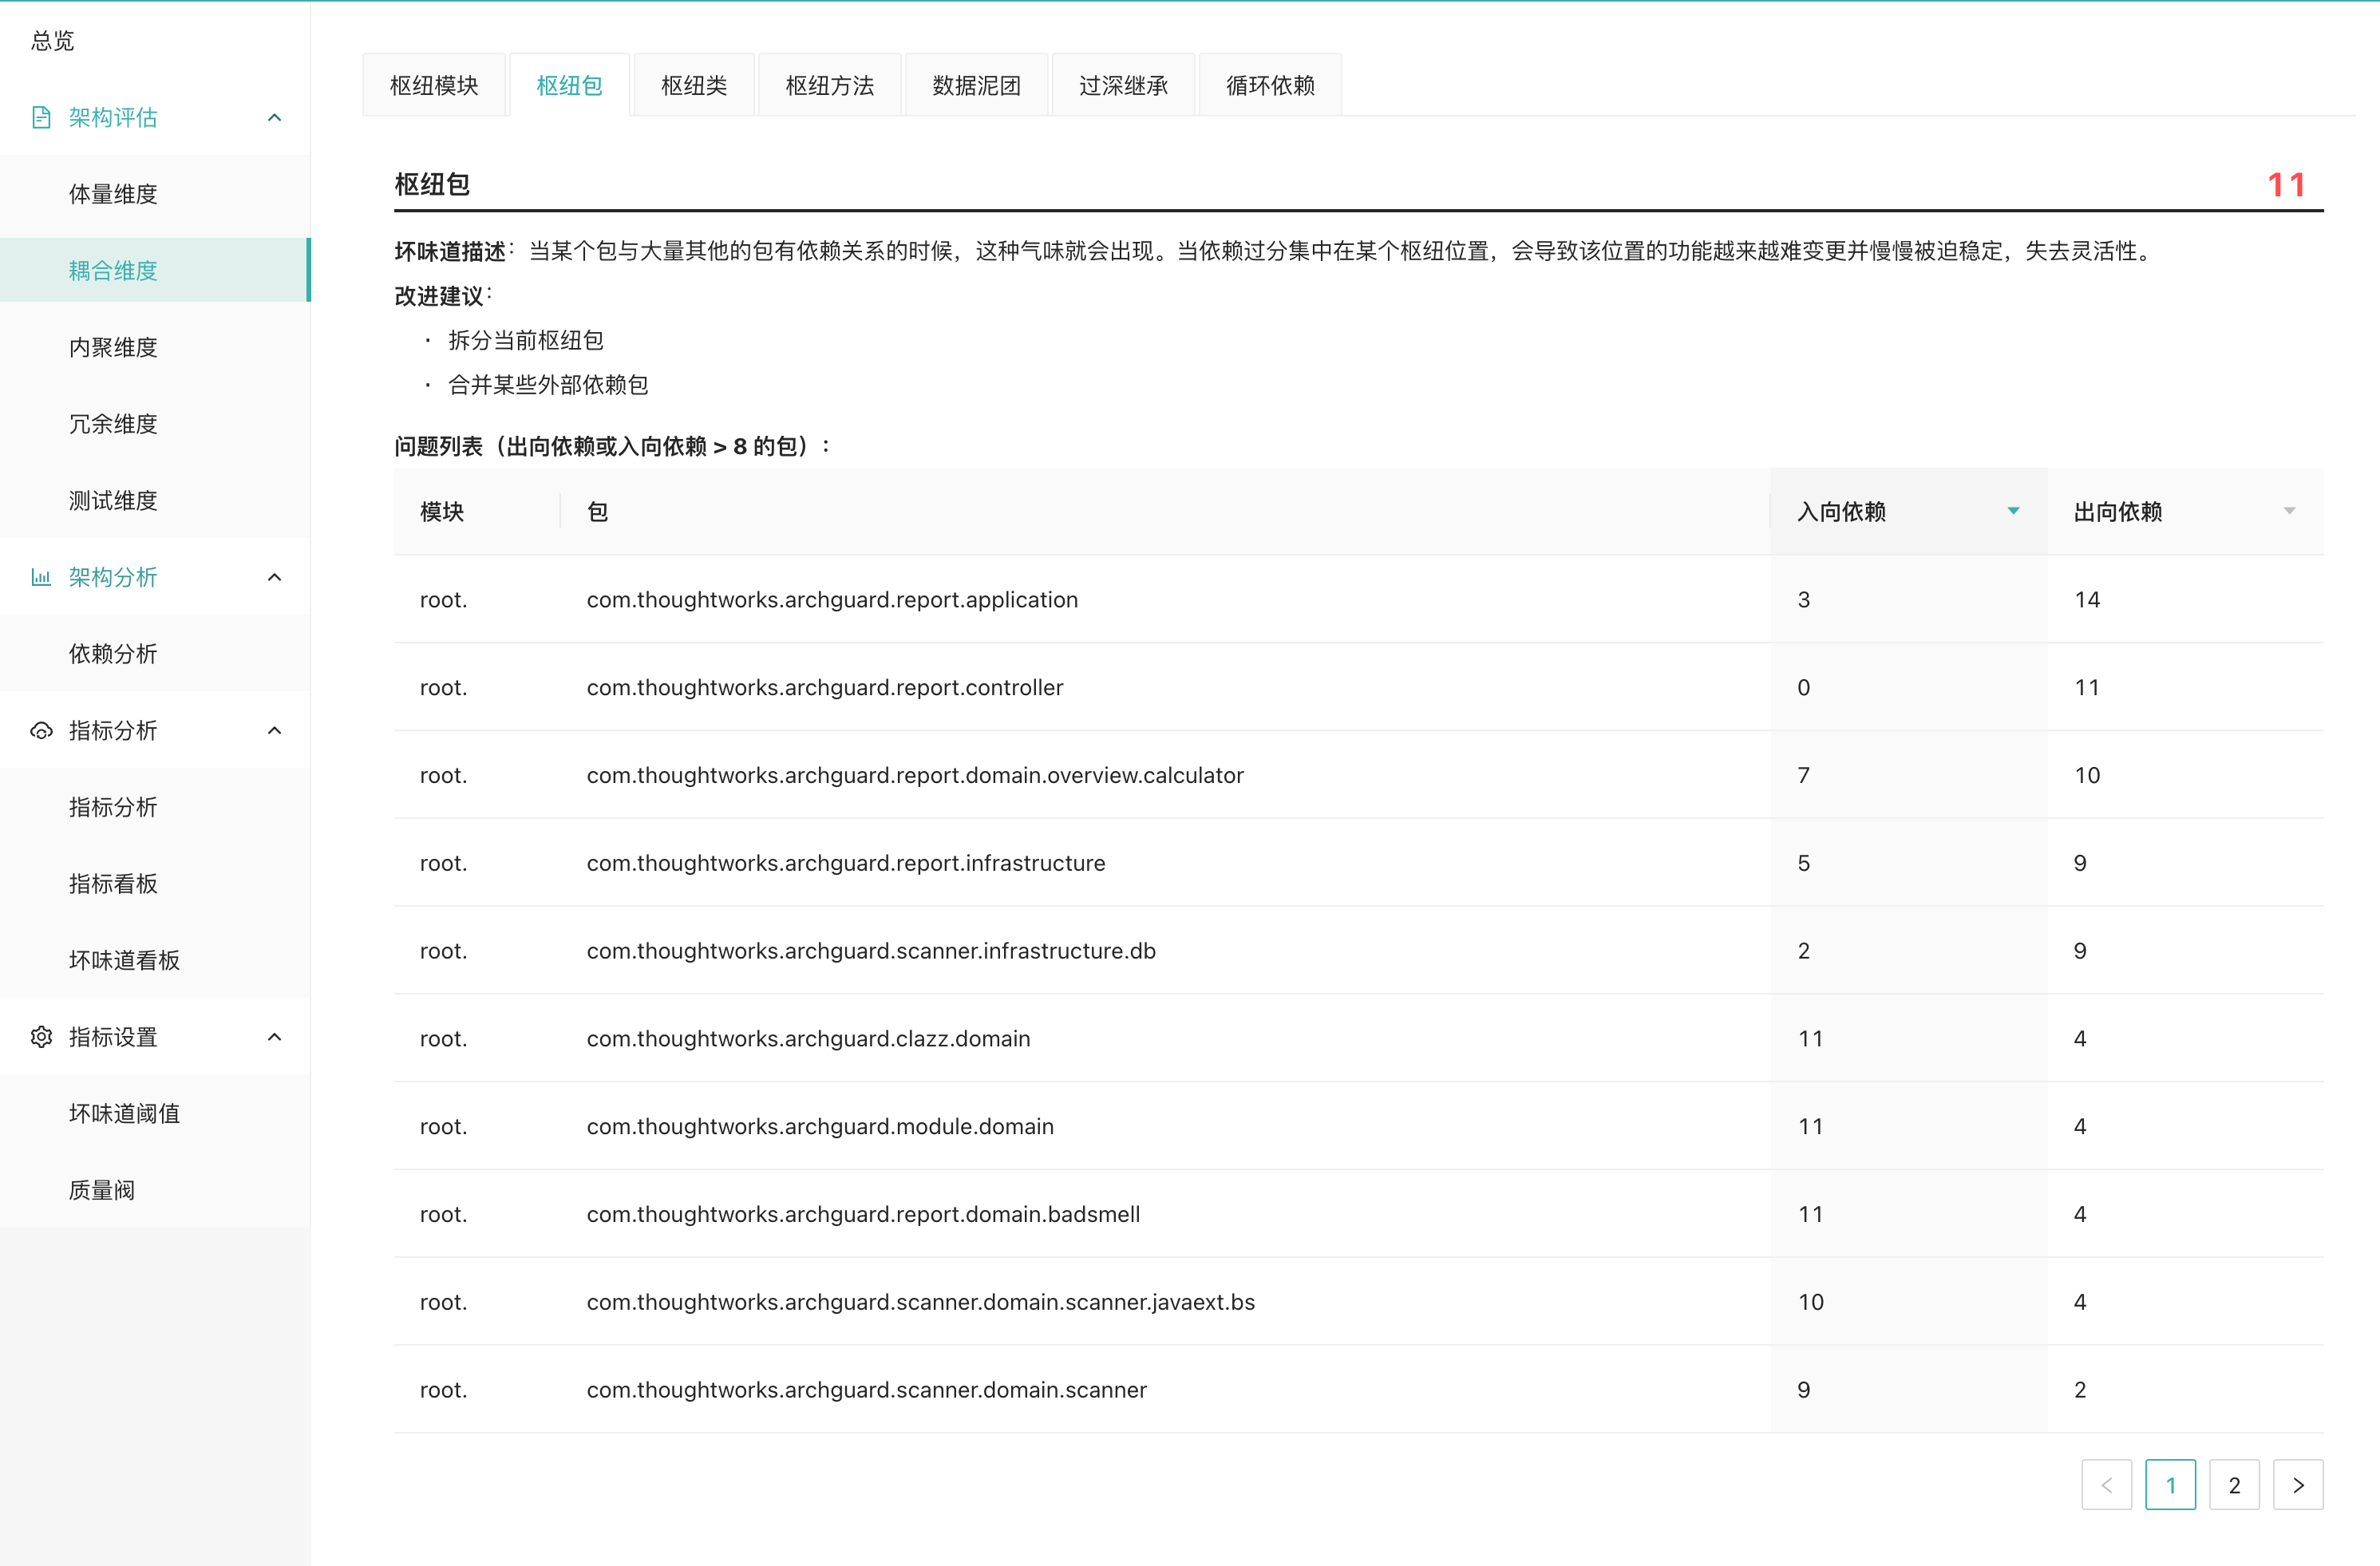 总览
架构评估
体量维度
耦合维度
内聚维度
冗余维度
测试维度
架构分析
依赖分析
指标分析
指标分析
指标看板
坏味道看板
指标设置
坏味道阈值
质量阀
枢纽模块 枢纽包 枢纽类 枢纽方法 数据泥团 过深继承 循环依赖
枢纽包 11
坏味道描述：当某个包与大量其他的包有依赖关系的时候，这种气味就会出现。当依赖过分集中在某个枢纽位置，会导致该位置的功能越来越难变更并慢慢被迫稳定，失去灵活性。
改进建议：
· 拆分当前枢纽包
· 合并某些外部依赖包
问题列表（出向依赖或入向依赖 > 8 的包）：
模块 包 入向依赖 出向依赖
root. com.thoughtworks.archguard.report.application 3 14
root. com.thoughtworks.archguard.report.controller 0 11
root. com.thoughtworks.archguard.report.domain.overview.calculator 7 10
root. com.thoughtworks.archguard.report.infrastructure 5 9
root. com.thoughtworks.archguard.scanner.infrastructure.db 2 9
root. com.thoughtworks.archguard.clazz.domain 11 4
root. com.thoughtworks.archguard.module.domain 11 4
root. com.thoughtworks.archguard.report.domain.badsmell 11 4
root. com.thoughtworks.archguard.scanner.domain.scanner.javaext.bs 10 4
root. com.thoughtworks.archguard.scanner.domain.scanner 9 2
< 1 2 >